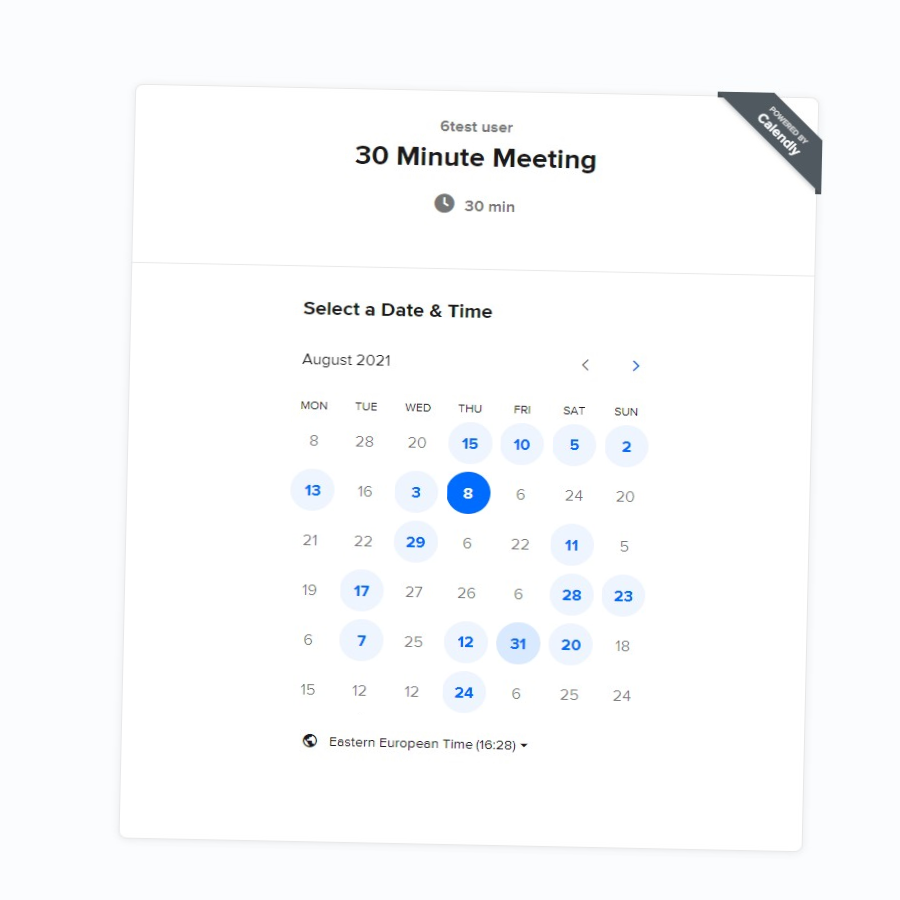 6test user
30 Minute Meeting
30 min
POWERED BY
Calendly
Select a Date & Time
August 2021
MON TUE WED THU FRI SAT SUN
8 28 20 15 10 5 2
13 16 3 8 6 24 20
21 22 29 6 22 11 5
19 17 27 26 6 28 23
6 7 25 12 31 20 18
15 12 12 24 6 25 24
Eastern European Time (16:28)